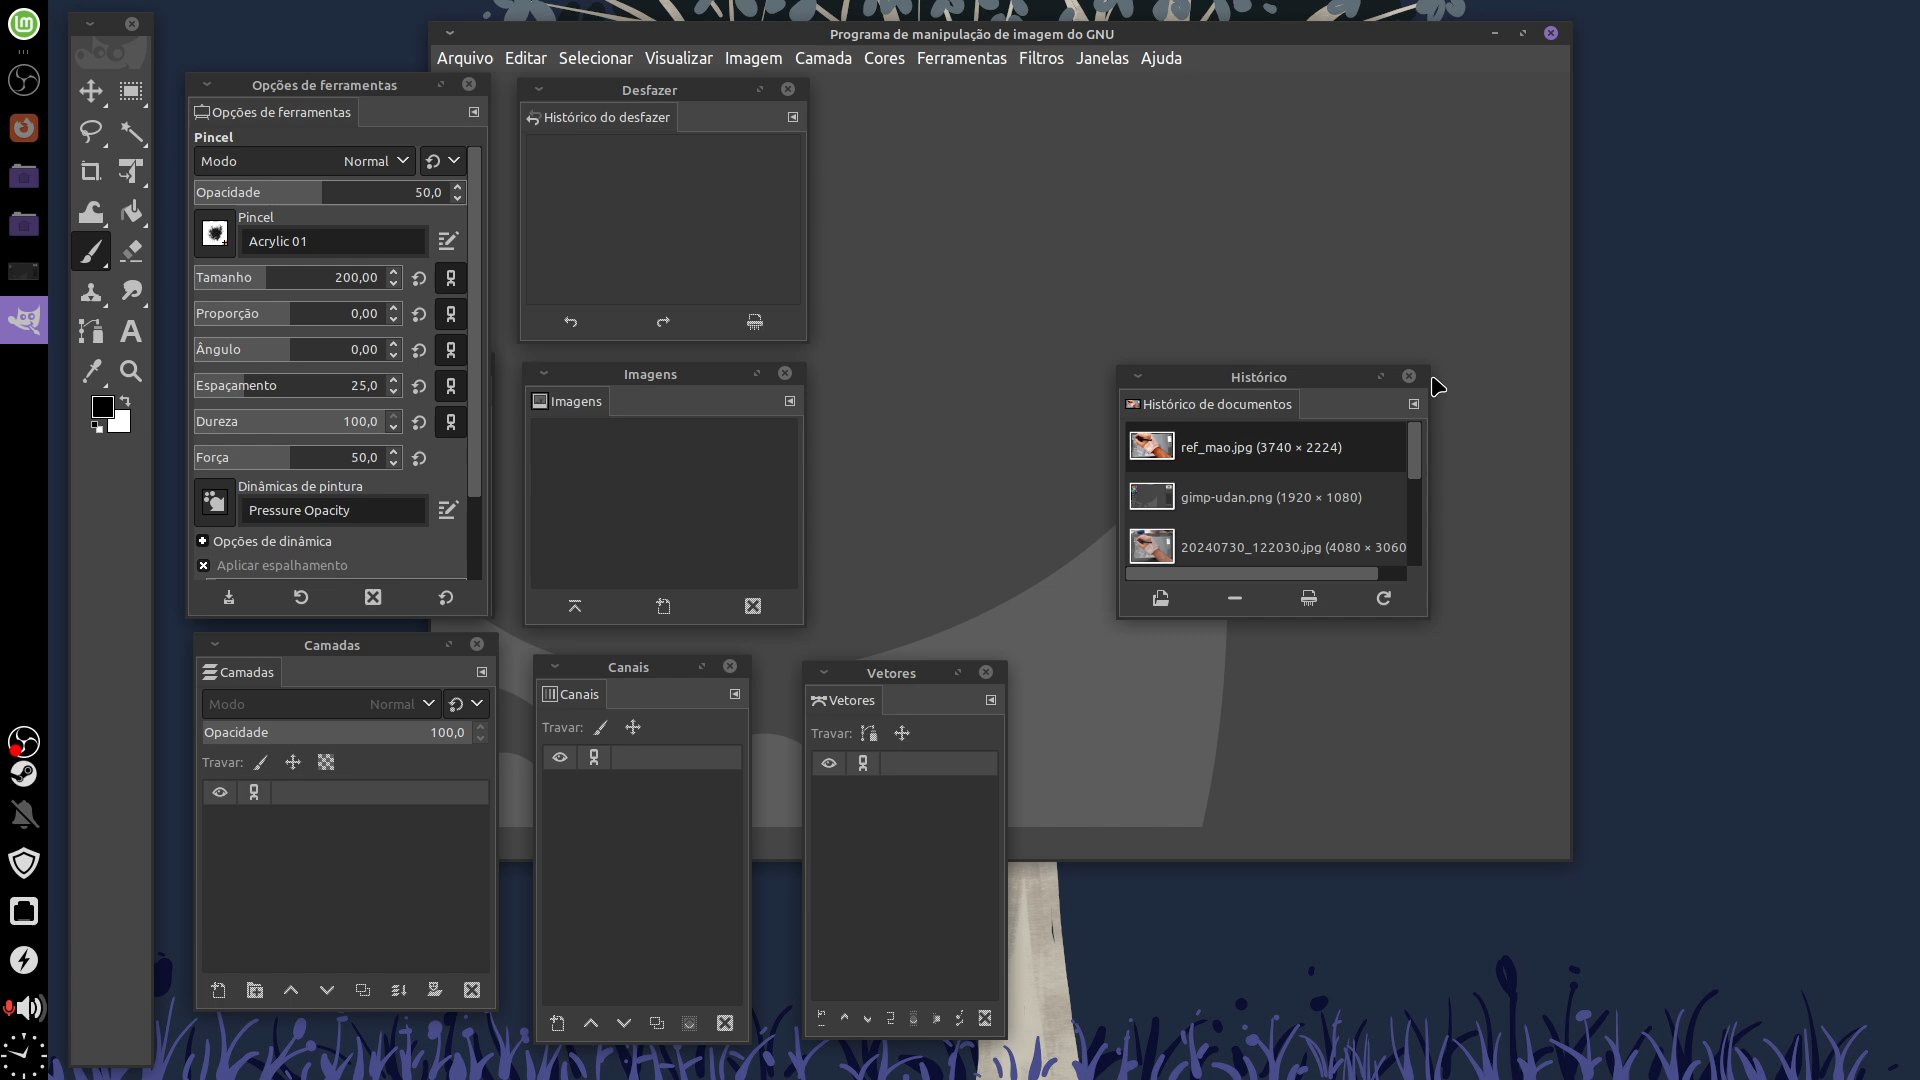 Programa de manipulação de imagem do GNU
Arquivo Editar Selecionar Visualizar Imagem Camada Cores Ferramentas Filtros Janelas Ajuda
Opções de ferramentas
Opções de ferramentas
Pincel
Modo Normal
Opacidade 50,0
Pincel
Acrylic 01
Tamanho 200,00
Proporção 0,00
Ângulo 0,00
Espaçamento 25,0
Dureza 100,0
Força 50,0
Dinâmicas de pintura
Pressure Opacity
Opções de dinâmica
Aplicar espalhamento
Desfazer
Histórico do desfazer
Imagens
Imagens
Histórico
Histórico de documentos
ref_mao.jpg (3740 × 2224)
gimp-udan.png (1920 × 1080)
20240730_122030.jpg (4080 × 3060
Camadas
Camadas
Modo Normal
Opacidade 100,0
Travar:
Canais
Canais
Travar:
Vetores
Vetores
Travar: